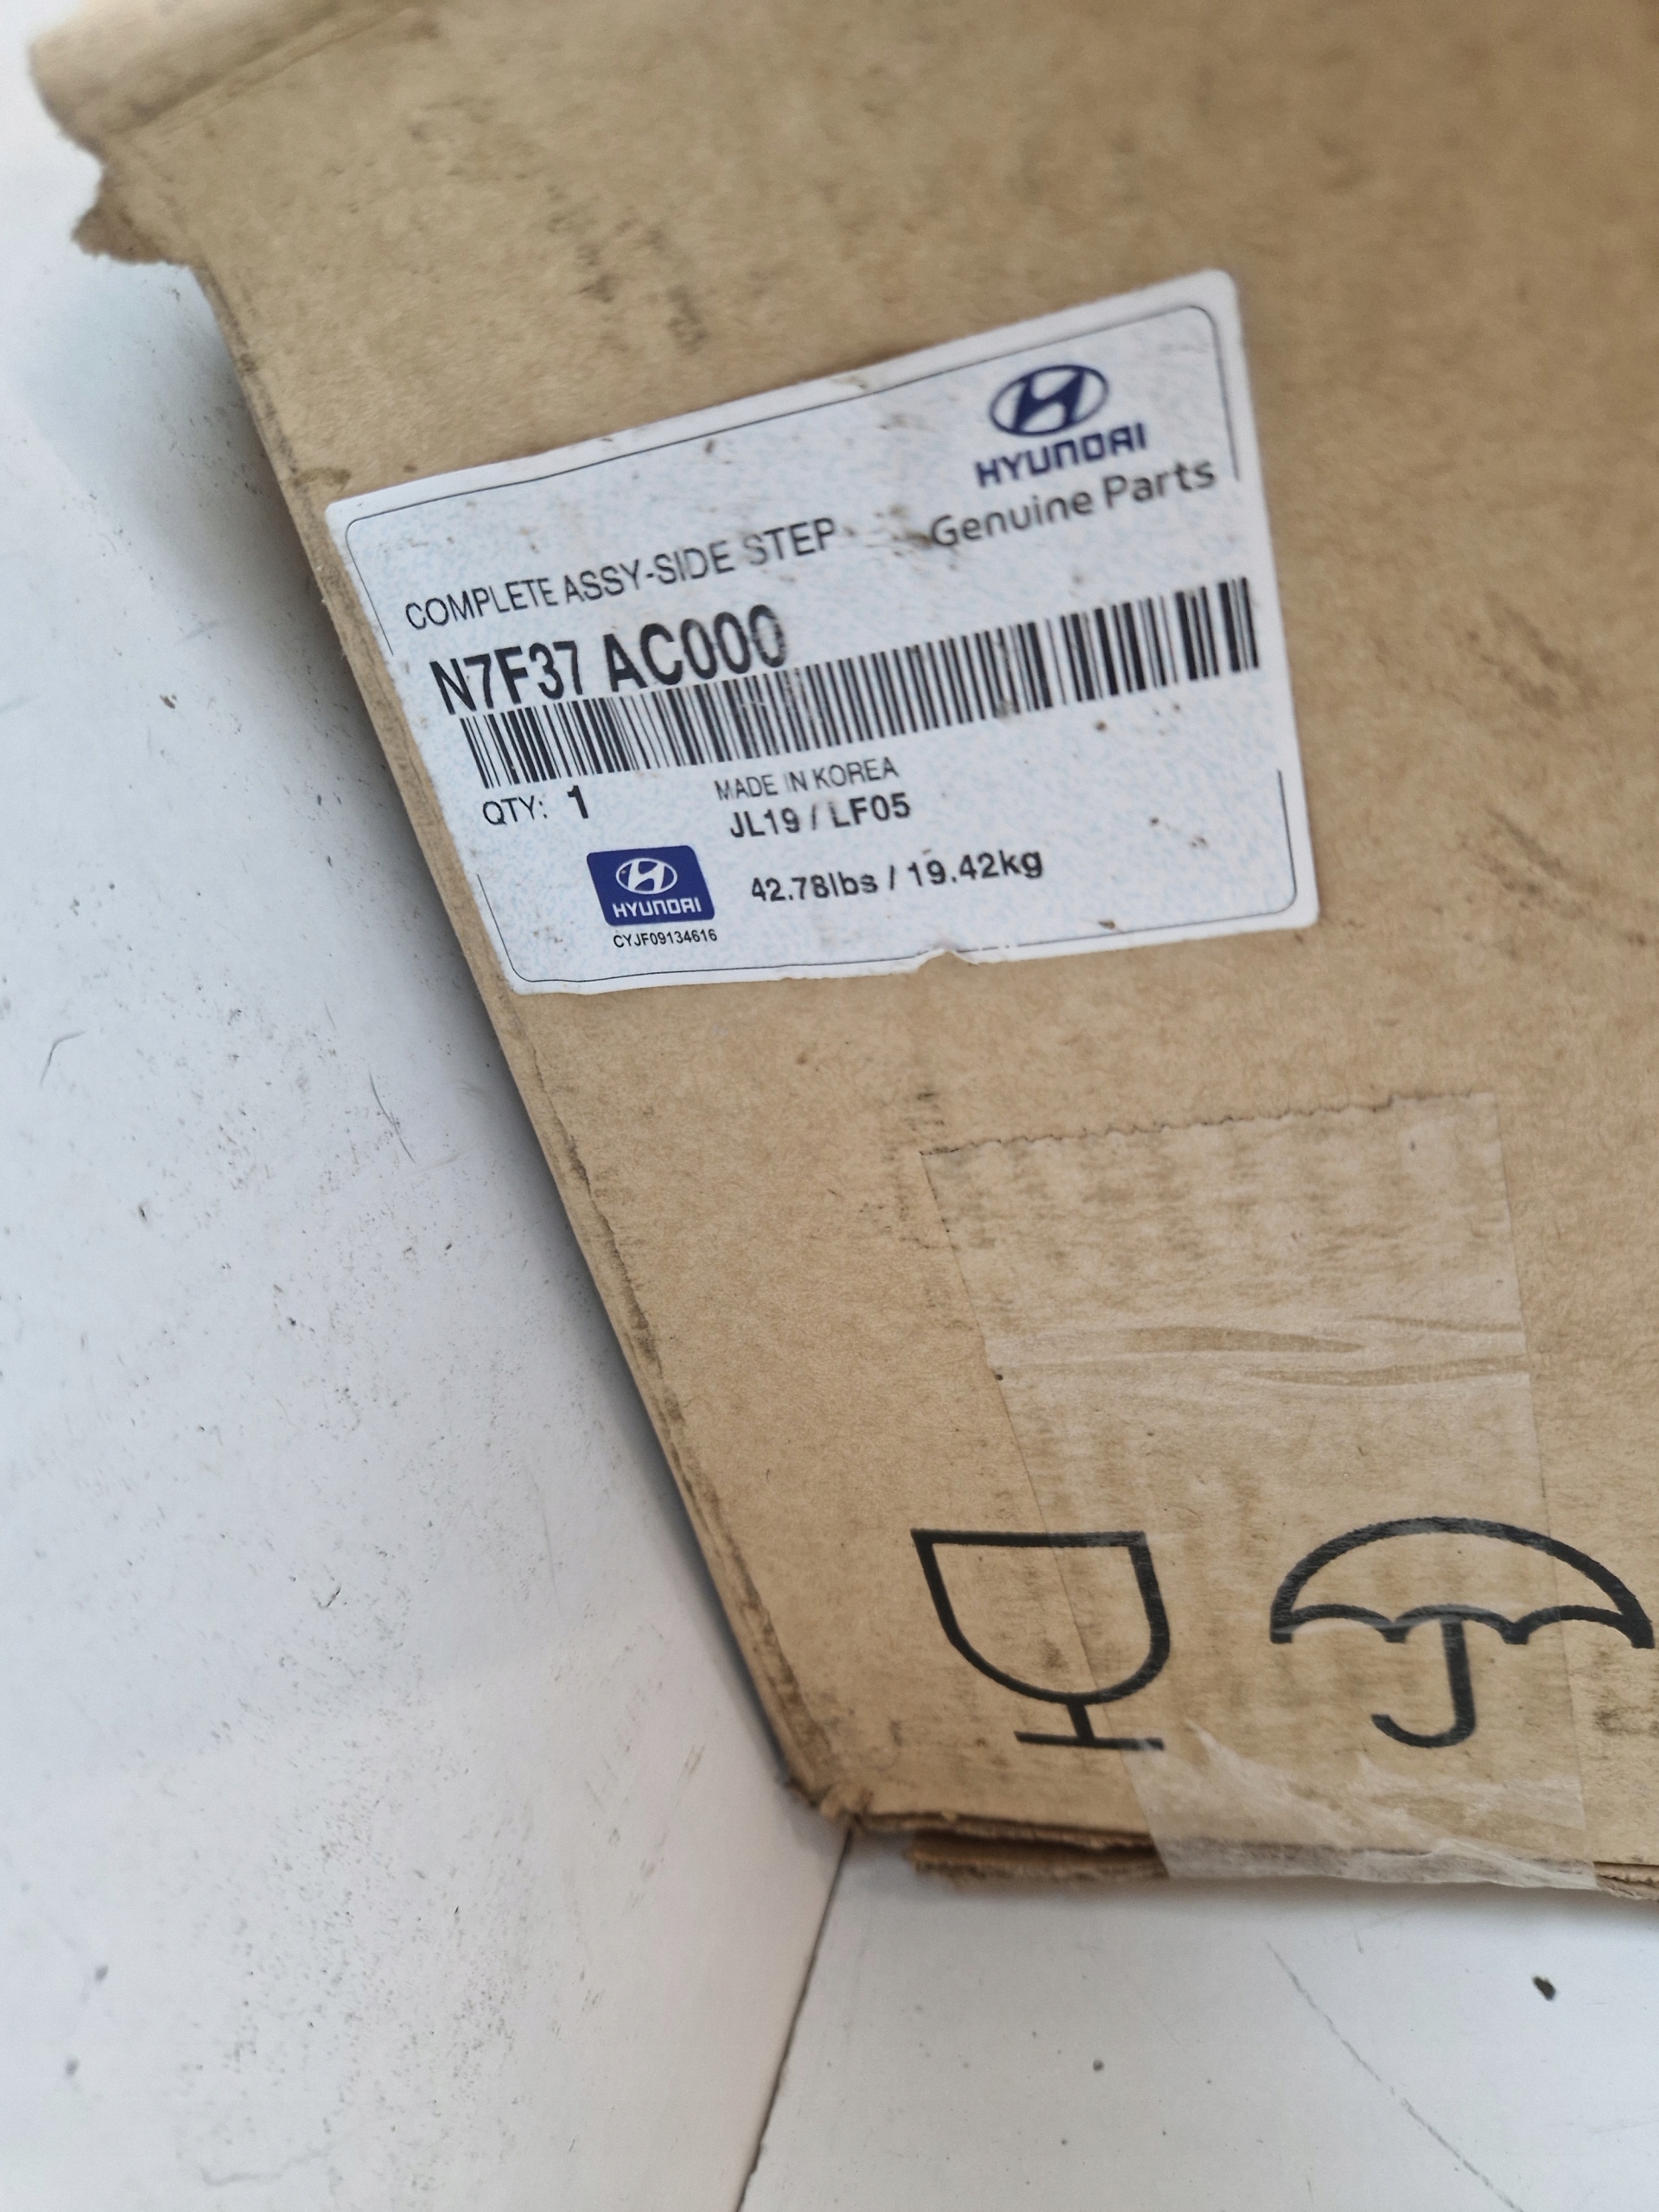 HYUNDAI
Genuine Parts
COMPLETE ASSY-SIDE STEP
N7F37 AC000
QTY: 1
MADE IN KOREA
JL19 / LF05
42.78lbs / 19.42kg
HYUNDAI
CYJF09134616